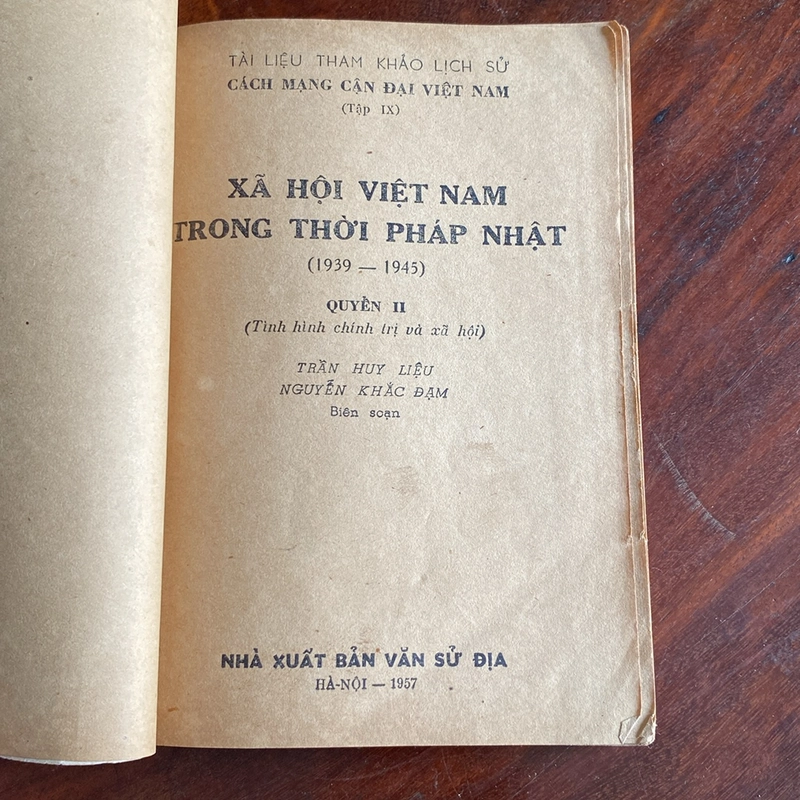 TÀI LIỆU THAM KHẢO LỊCH SỬ
CÁCH MẠNG CẬN ĐẠI VIỆT NAM
(Tập IX)
XÃ HỘI VIỆT NAM
TRONG THỜI PHÁP NHẬT
(1939 — 1945)
QUYỂN II
(Tình hình chính trị và xã hội)
TRẦN HUY LIỆU
NGUYỄN KHẮC ĐẠM
Biên soạn
NHÀ XUẤT BẢN VĂN SỬ ĐỊA
HÀ-NỘI — 1957